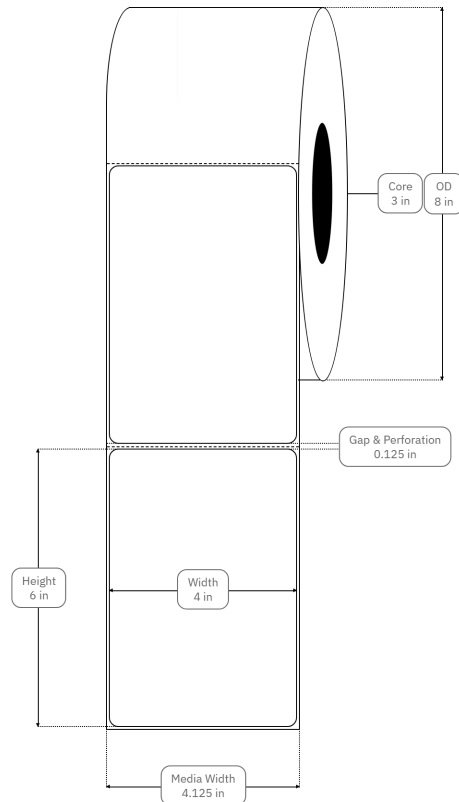 Core
3 in
OD
8 in
Gap & Perforation
0.125 in
Height
6 in
Width
4 in
Media Width
4.125 in